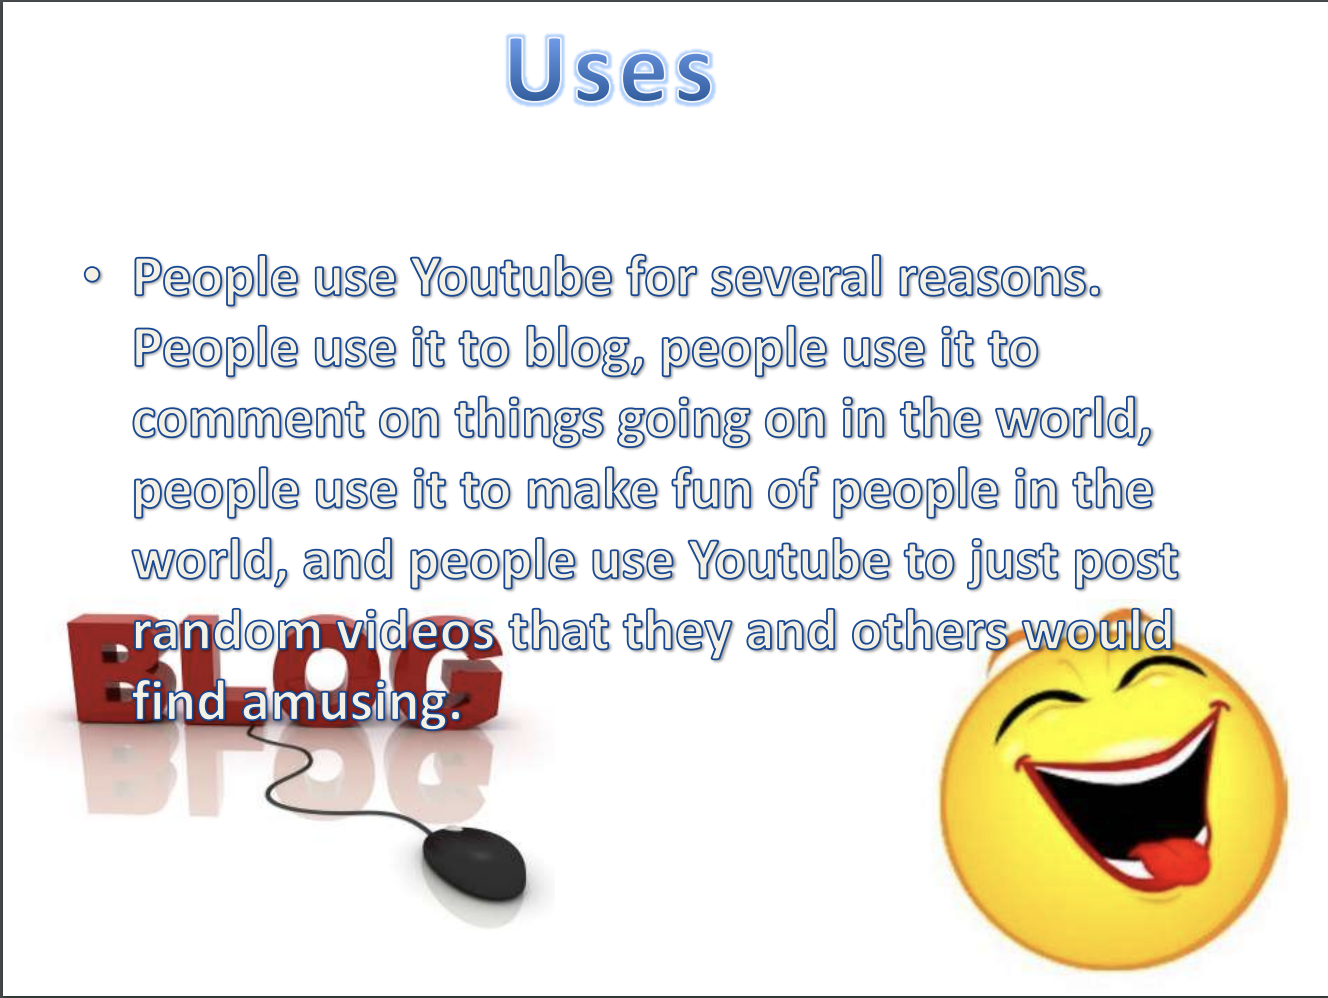 Uses
• People use Youtube for several reasons.
People use it to blog, people use it to
comment on things going on in the world,
people use it to make fun of people in the
world, and people use Youtube to just post
random videos that they and others would
find amusing.
BLOG